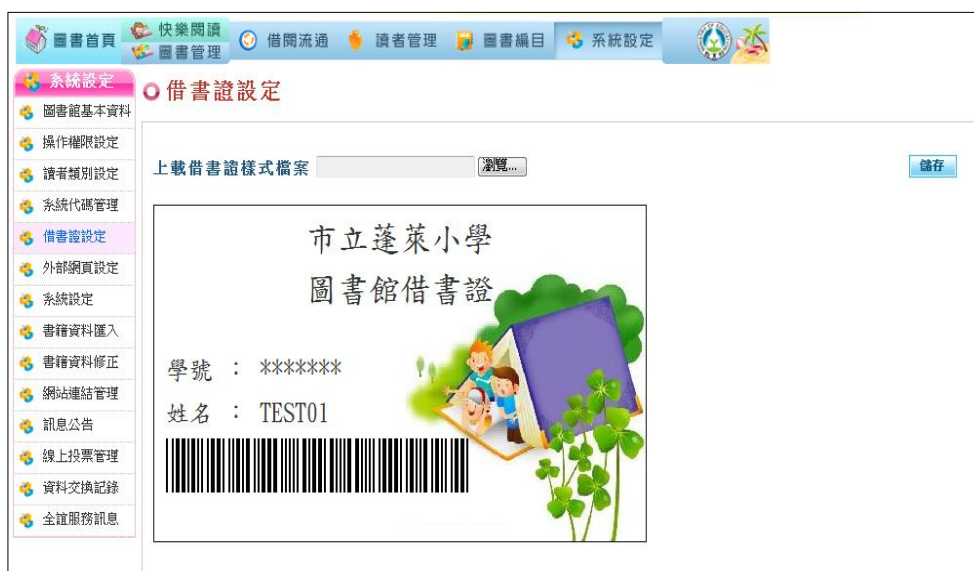 圖書首頁
快樂閱讀
圖書管理
借閱流通
讀者管理
圖書編目
系統設定
系統設定
圖書館基本資料
操作權限設定
讀者類別設定
系統代碼管理
借書證設定
外部網頁設定
系統設定
書籍資料匯入
書籍資料修正
網站連結管理
訊息公告
線上投票管理
資料交換記錄
全誼服務訊息
借書證設定
上載借書證樣式檔案 瀏覽... 儲存
市立蓬萊小學
圖書館借書證
學號 : *******
姓名 : TEST01